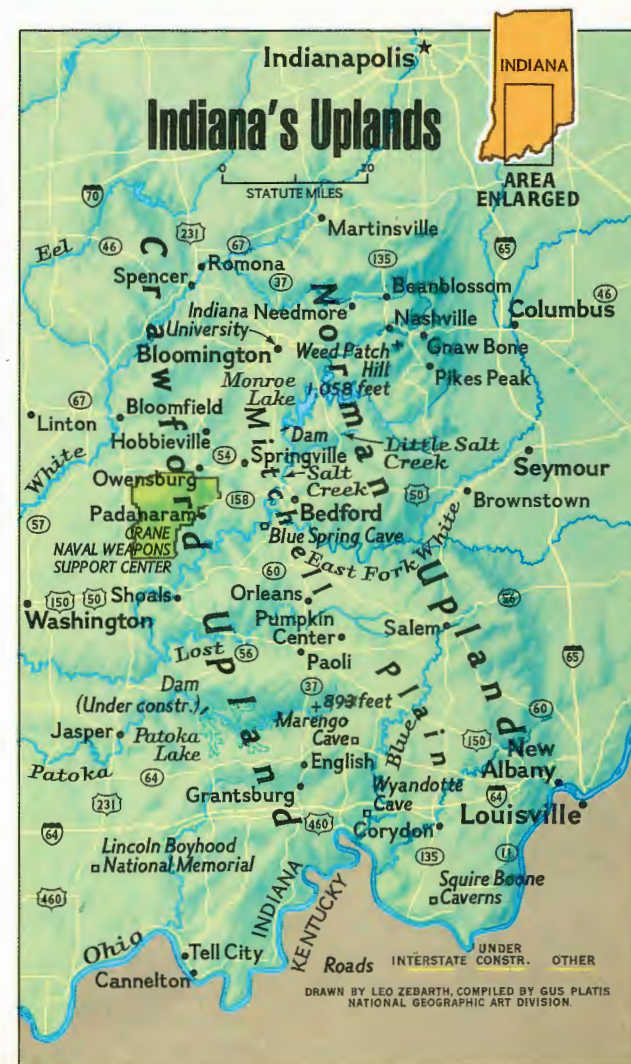 Indianapolis
INDIANA
Indiana's Uplands
AREA
ENLARGED
0 20
STATUTE MILES
70
231
Martinsville
Eel
46
67
65
Romona
37
135
Spencer
Beanblossom
Indiana
University
Needmore
Columbus
46
Nashville
Bloomington
Weed Patch
Hill
1,058 feet
Gnaw Bone
Monroe
Lake
Pikes Peak
67
Bloomfield
Linton
Hobbieville
Dam
Little Salt
Creek
54
Springville
White
Salt
Creek
Seymour
Owensburg
50
158
Brownstown
Padanaram
Bedford
57
CRANE
NAVAL WEAPONS
SUPPORT CENTER
Blue Spring Cave
East Fork White
60
150
50
Shoals
Orleans
56
Washington
Pumpkin
Center
Salem
Lost
56
Paoli
65
Dam
(Under constr.)
37
893 feet
60
Marengo
Cave
Jasper
Patoka
Lake
Blue
150
New
Albany
English
Patoka
64
Wyandotte
Cave
64
Grantsburg
231
Louisville
460
Corydon
64
Lincoln Boyhood
National Memorial
135
11
Squire Boone
Caverns
460
INDIANA
KENTUCKY
Ohio
Tell City
Cannelton
Crawford Upland
Mitchell Plain
Norman Upland
Roads INTERSTATE UNDER CONSTR. OTHER
DRAWN BY LEO ZEBARTH, COMPILED BY GUS PLATIS
NATIONAL GEOGRAPHIC ART DIVISION.